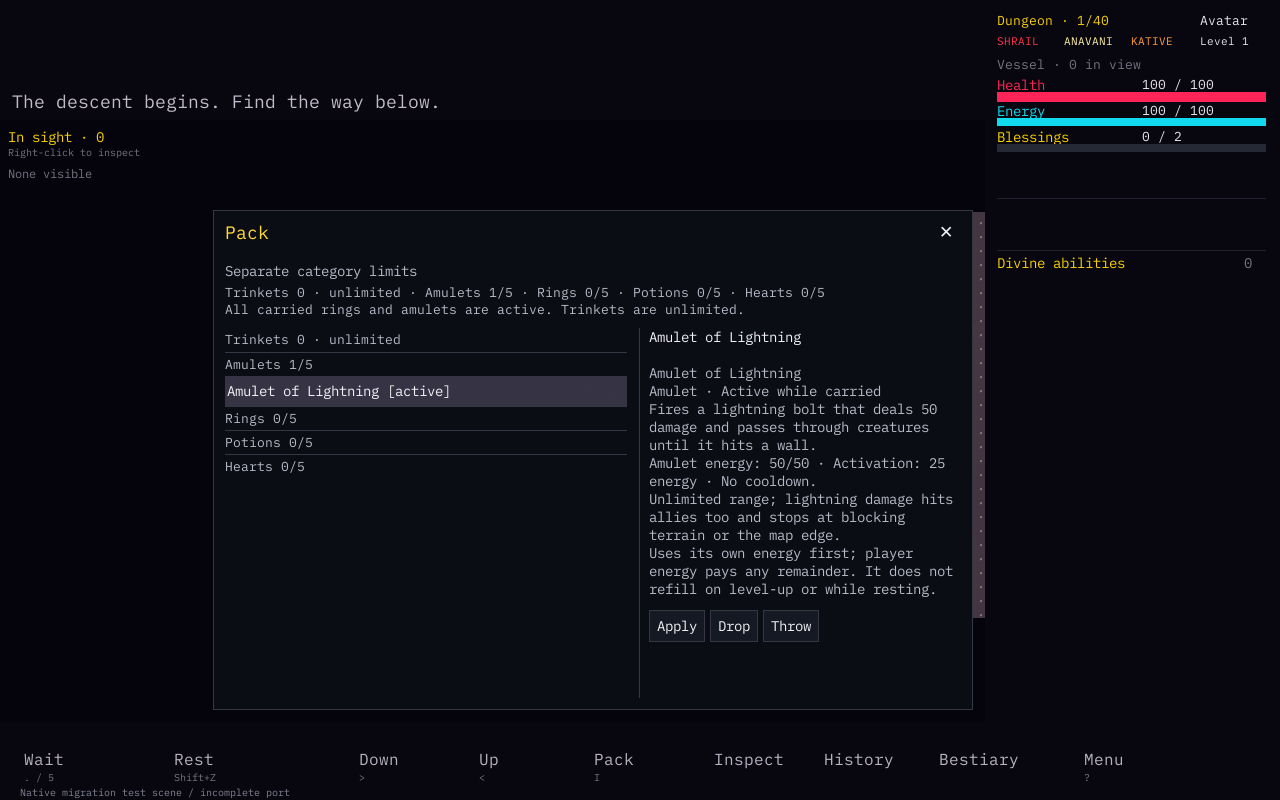 Dungeon · 1/40 Avatar
SHRAIL ANAVANI KATIVE Level 1
Vessel · 0 in view
Health 100 / 100
Energy 100 / 100
Blessings 0 / 2
Divine abilities 0
The descent begins. Find the way below.
In sight · 0
Right-click to inspect
None visible
Pack ✕
Separate category limits
Trinkets 0 · unlimited · Amulets 1/5 · Rings 0/5 · Potions 0/5 · Hearts 0/5
All carried rings and amulets are active. Trinkets are unlimited.
Trinkets 0 · unlimited
Amulets 1/5
Amulet of Lightning [active]
Rings 0/5
Potions 0/5
Hearts 0/5
Amulet of Lightning
Amulet of Lightning
Amulet · Active while carried
Fires a lightning bolt that deals 50
damage and passes through creatures
until it hits a wall.
Amulet energy: 50/50 · Activation: 25
energy · No cooldown.
Unlimited range; lightning damage hits
allies too and stops at blocking
terrain or the map edge.
Uses its own energy first; player
energy pays any remainder. It does not
refill on level-up or while resting.
Apply Drop Throw
Wait Rest Down Up Pack Inspect History Bestiary Menu
. / 5 Shift+Z > < I ?
Native migration test scene / incomplete port